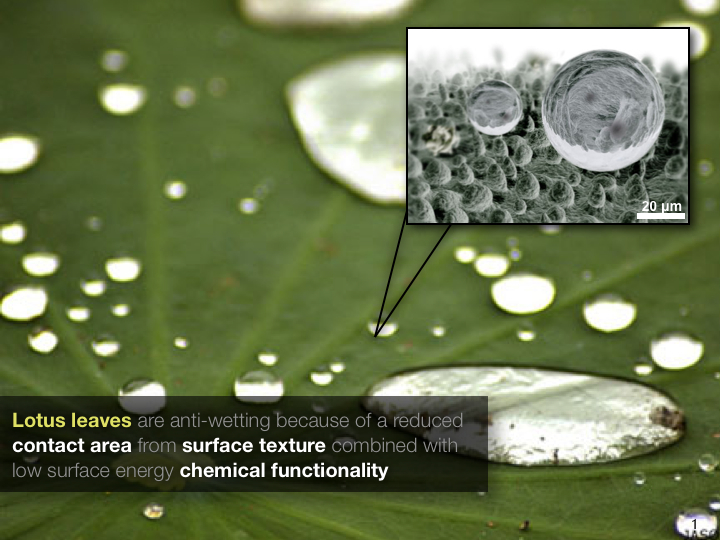 20 µm
Lotus leaves are anti-wetting because of a reduced
contact area from surface texture combined with
low surface energy chemical functionality
1